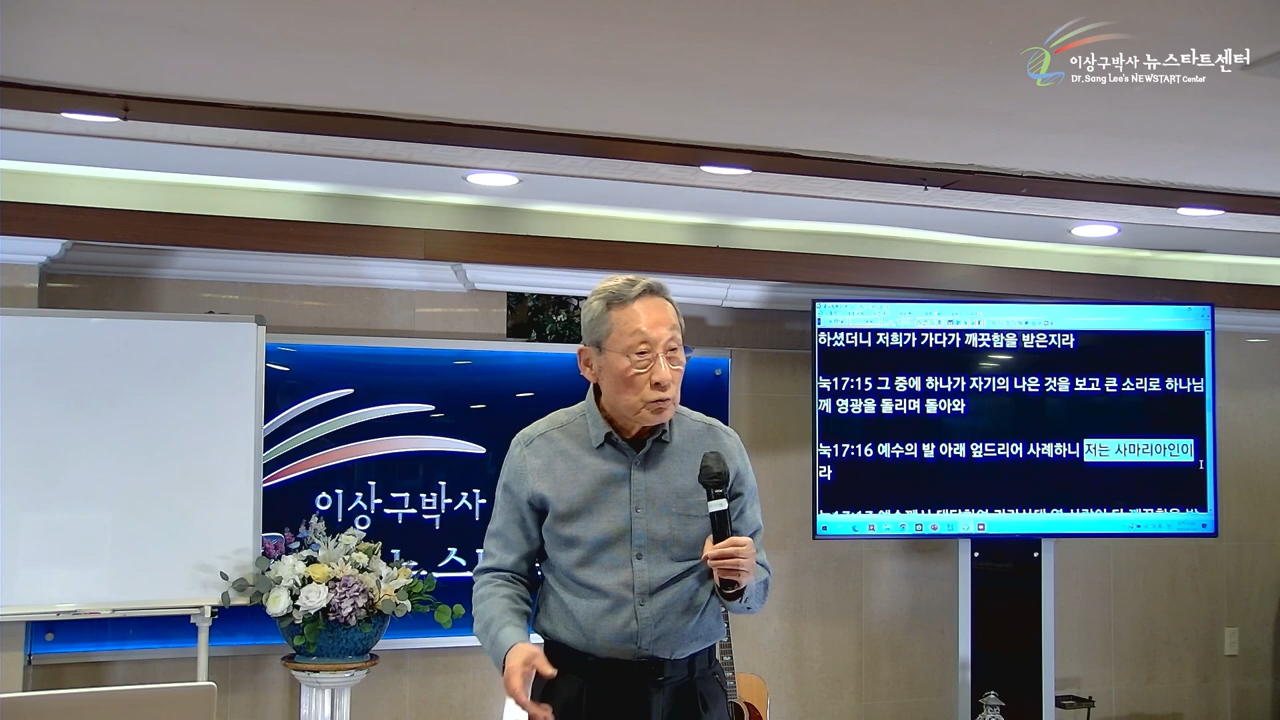 이상구박사 뉴스타트센터
Dr. Sang Lee's NEWSTART Center
하셨더니 저희가 가다가 깨끗함을 받은지라
눅17:15 그 중에 하나가 자기의 나은 것을 보고 큰 소리로 하나님
께 영광을 돌리며 돌아와
눅17:16 예수의 발 아래 엎드리어 사례하니 저는 사마리아인이
라
이상구박사